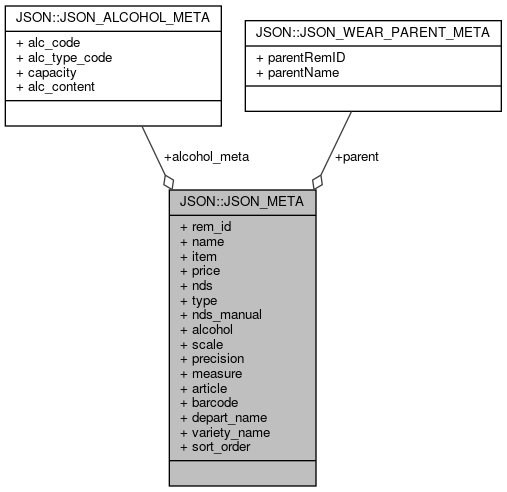 JSON::JSON_ALCOHOL_META
+ alc_code
+ alc_type_code
+ capacity
+ alc_content
JSON::JSON_WEAR_PARENT_META
+ parentRemID
+ parentName
+alcohol_meta
+parent
JSON::JSON_META
+ rem_id
+ name
+ item
+ price
+ nds
+ type
+ nds_manual
+ alcohol
+ scale
+ precision
+ measure
+ article
+ barcode
+ depart_name
+ variety_name
+ sort_order